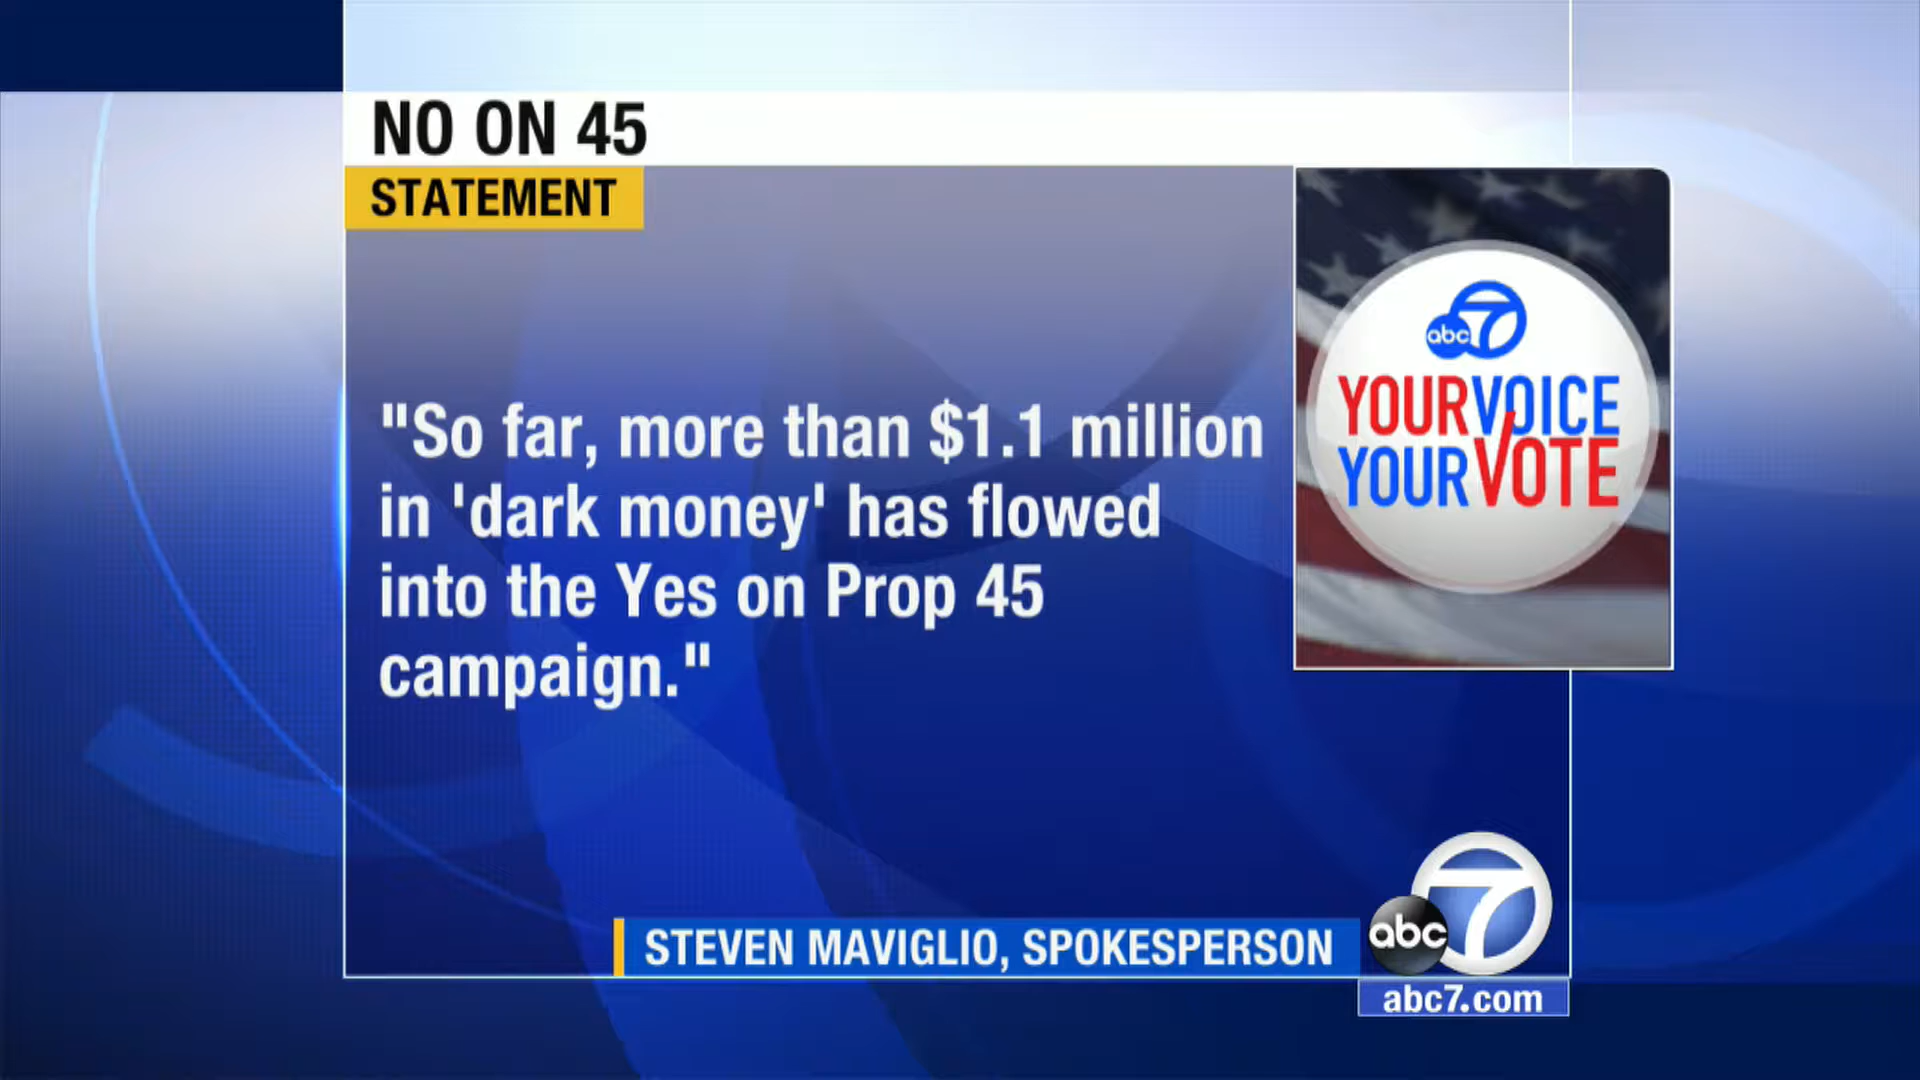 NO ON 45
STATEMENT
"So far, more than $1.1 million
in 'dark money' has flowed
into the Yes on Prop 45
campaign."
abc 7
YOUR VOICE
YOUR VOTE
STEVEN MAVIGLIO, SPOKESPERSON
abc 7
abc7.com